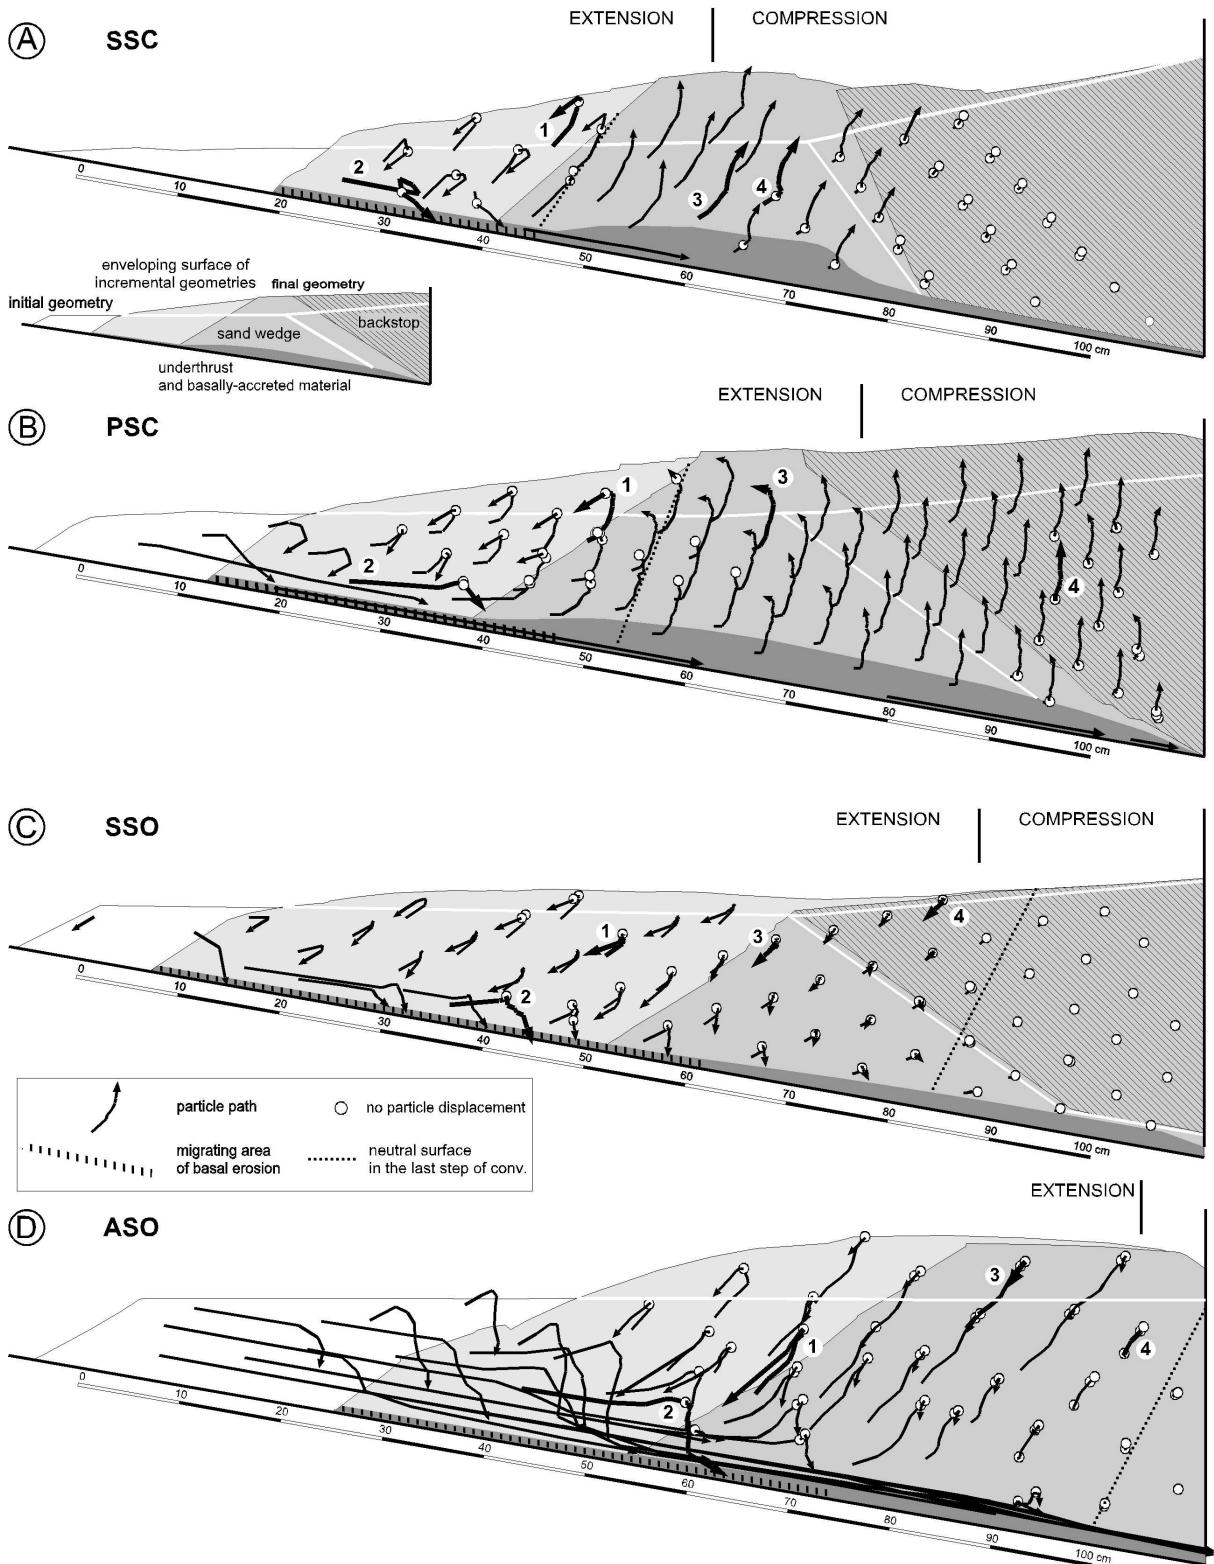 EXTENSION COMPRESSION
A SSC
1
2
3
4
0 10 20 30 40 50 60 70 80 90 100 cm
enveloping surface of
incremental geometries
final geometry
initial geometry
backstop
sand wedge
underthrust
and basally-accreted material
EXTENSION COMPRESSION
B PSC
1
2
3
4
0 10 20 30 40 50 60 70 80 90 100 cm
EXTENSION COMPRESSION
C SSO
1
2
3
4
0 10 20 30 40 50 60 70 80 90 100 cm
particle path
no particle displacement
migrating area
of basal erosion
neutral surface
in the last step of conv.
EXTENSION
D ASO
1
2
3
4
0 10 20 30 40 50 60 70 80 90 100 cm